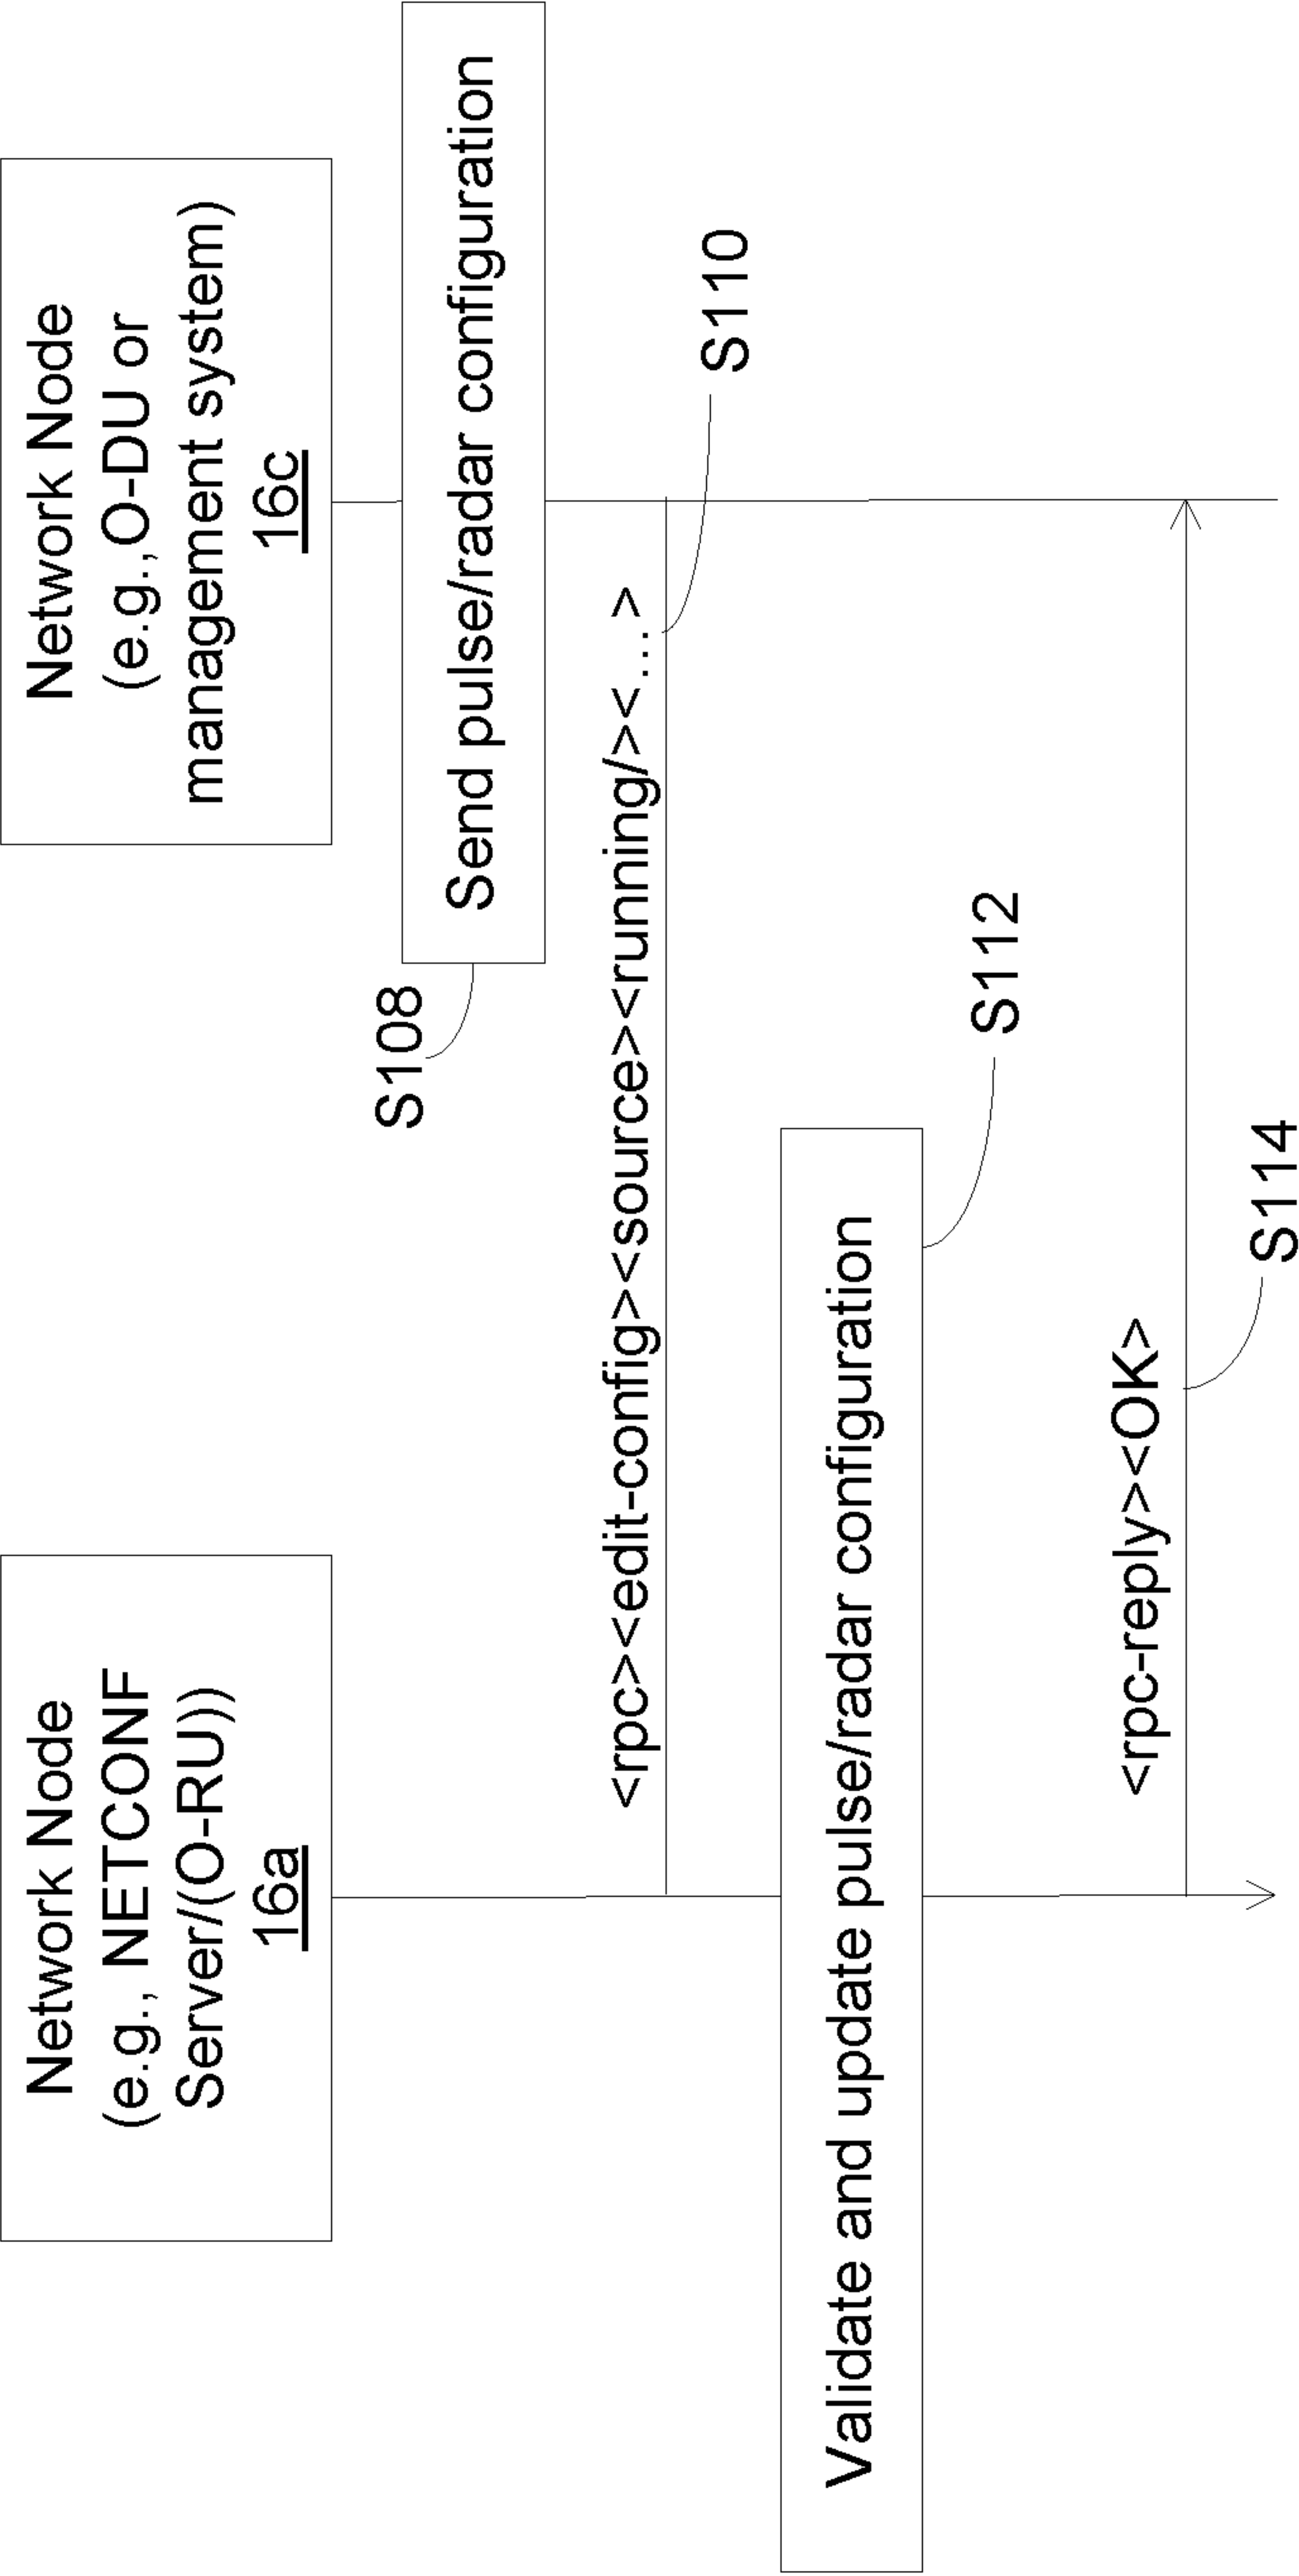 Network Node
(e.g., NETCONF
Server/(O-RU))
16a
Network Node
(e.g.,O-DU or
management system)
16c
S108
Send pulse/radar configuration
<rpc><edit-config><source><running/><...>
S110
Validate and update pulse/radar configuration
S112
<rpc-reply><OK>
S114